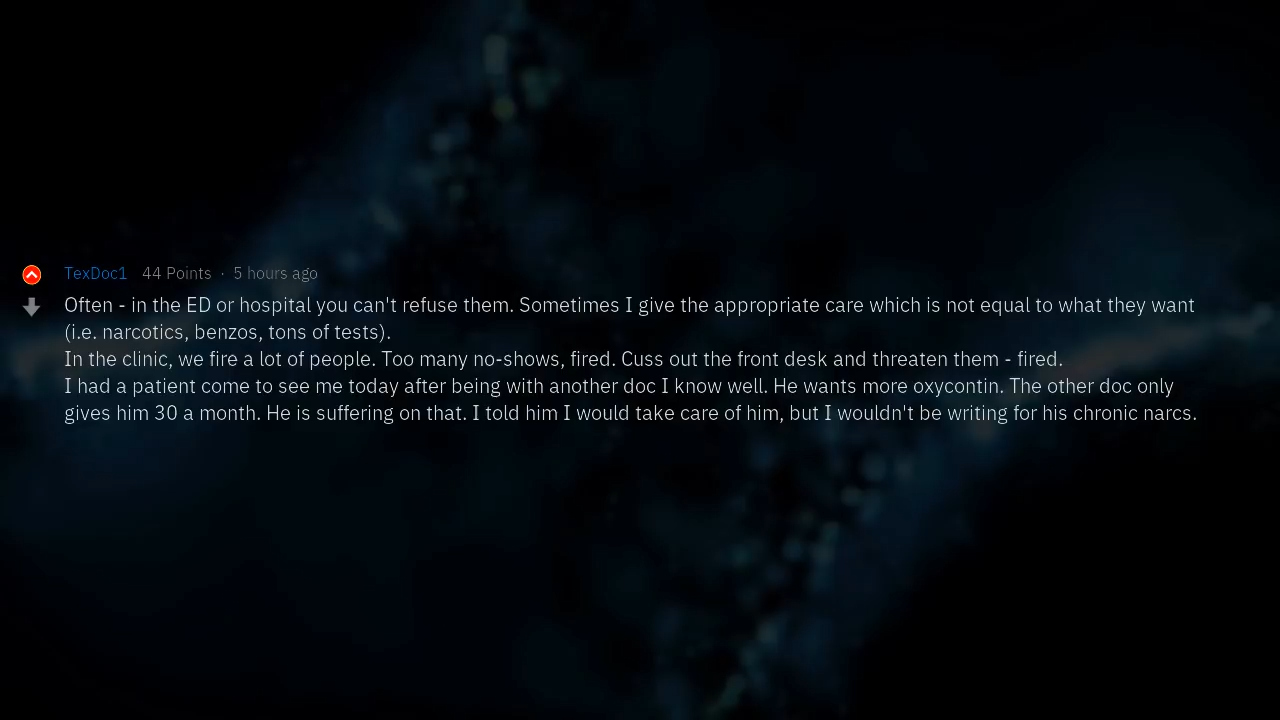 TexDoc1 44 Points · 5 hours ago
Often - in the ED or hospital you can't refuse them. Sometimes I give the appropriate care which is not equal to what they want
(i.e. narcotics, benzos, tons of tests).
In the clinic, we fire a lot of people. Too many no-shows, fired. Cuss out the front desk and threaten them - fired.
I had a patient come to see me today after being with another doc I know well. He wants more oxycontin. The other doc only
gives him 30 a month. He is suffering on that. I told him I would take care of him, but I wouldn't be writing for his chronic narcs.